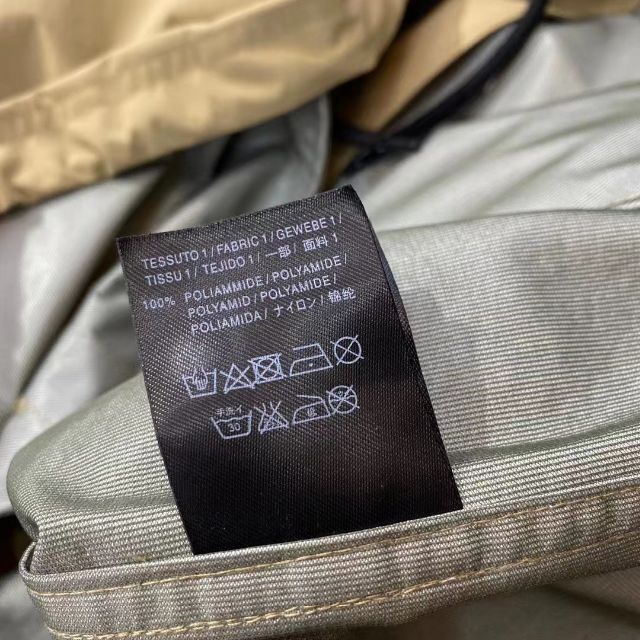 TESSUTO 1 / FABRIC 1 / GEWEBE 1 /
TISSU 1 / TEJIDO 1 / 一部 / 面料 1
100% POLIAMMIDE / POLYAMIDE /
POLYAMID / POLYAMIDE /
POLIAMIDA / ナイロン / 锦纶
手洗イ
30